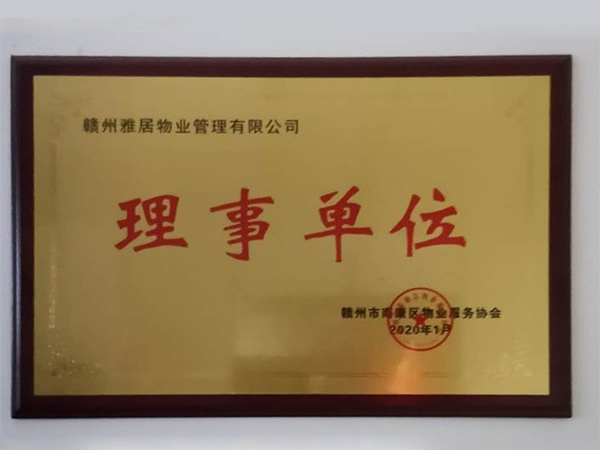 赣州雅居物业管理有限公司
理事单位
赣州市南康区物业服务协会
2020年1月